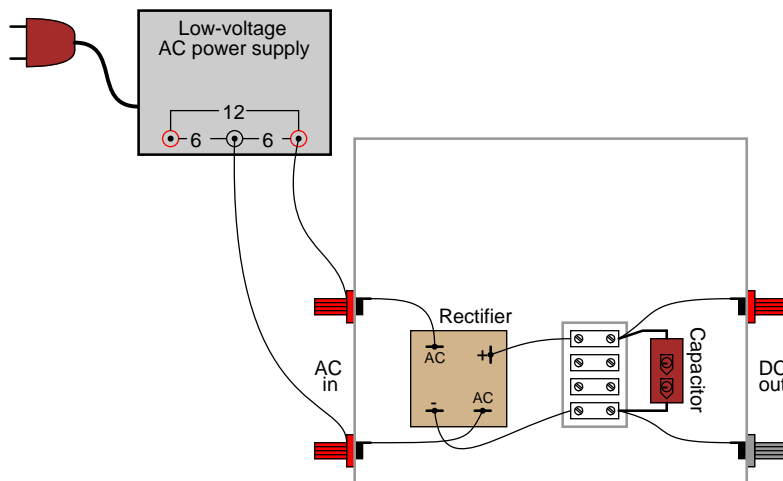 Low-voltage
AC power supply
12
6 6
Rectifier
AC
+
-
AC
Capacitor
AC
in
DC
out